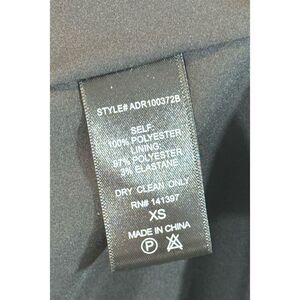 STYLE# ADR100372B
SELF:
100% POLYESTER
LINING:
97% POLYESTER
3% ELASTANE
DRY CLEAN ONLY
RN# 141397
XS
MADE IN CHINA
P